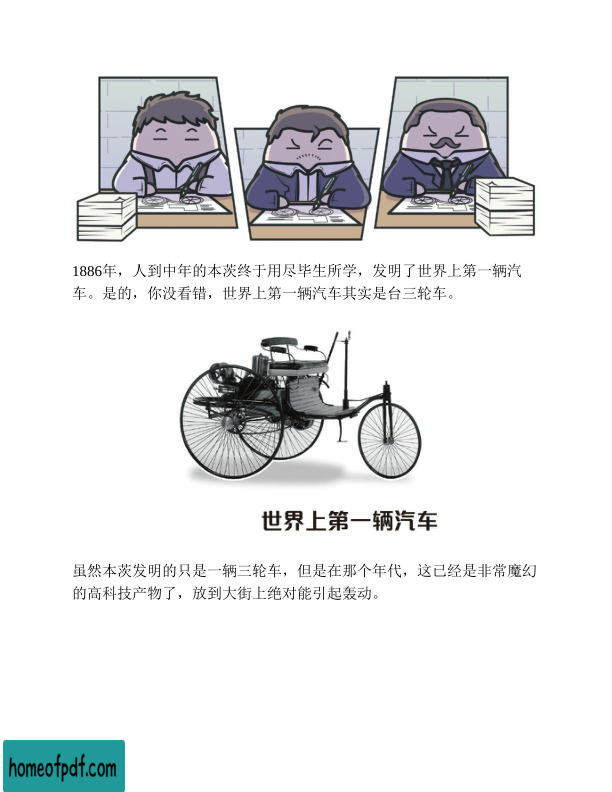 1886年，人到中年的本茨终于用尽毕生所学，发明了世界上第一辆汽
车。是的，你没看错，世界上第一辆汽车其实是台三轮车。
世界上第一辆汽车
虽然本茨发明的只是一辆三轮车，但是在那个年代，这已经是非常魔幻
的高科技产物了，放到大街上绝对能引起轰动。
homeofpdf.com